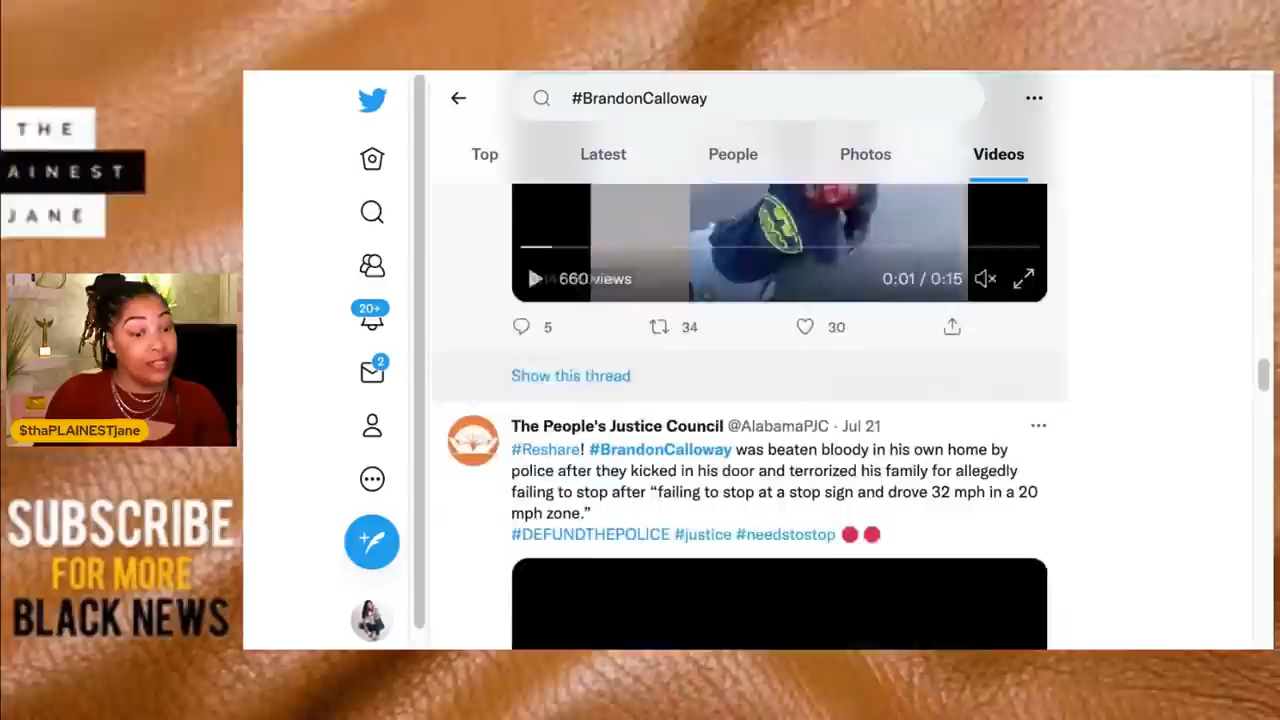 THE
AINEST
JANE
$thaPLAINESTjane
SUBSCRIBE
FOR MORE
BLACK NEWS
20+
2
#BrandonCalloway
Top Latest People Photos Videos
660 views
0:01 / 0:15
5 34 30
Show this thread
The People's Justice Council @AlabamaPJC · Jul 21
#Reshare! #BrandonCalloway was beaten bloody in his own home by
police after they kicked in his door and terrorized his family for allegedly
failing to stop after “failing to stop at a stop sign and drove 32 mph in a 20
mph zone.”
#DEFUNDTHEPOLICE #justice #needstostop